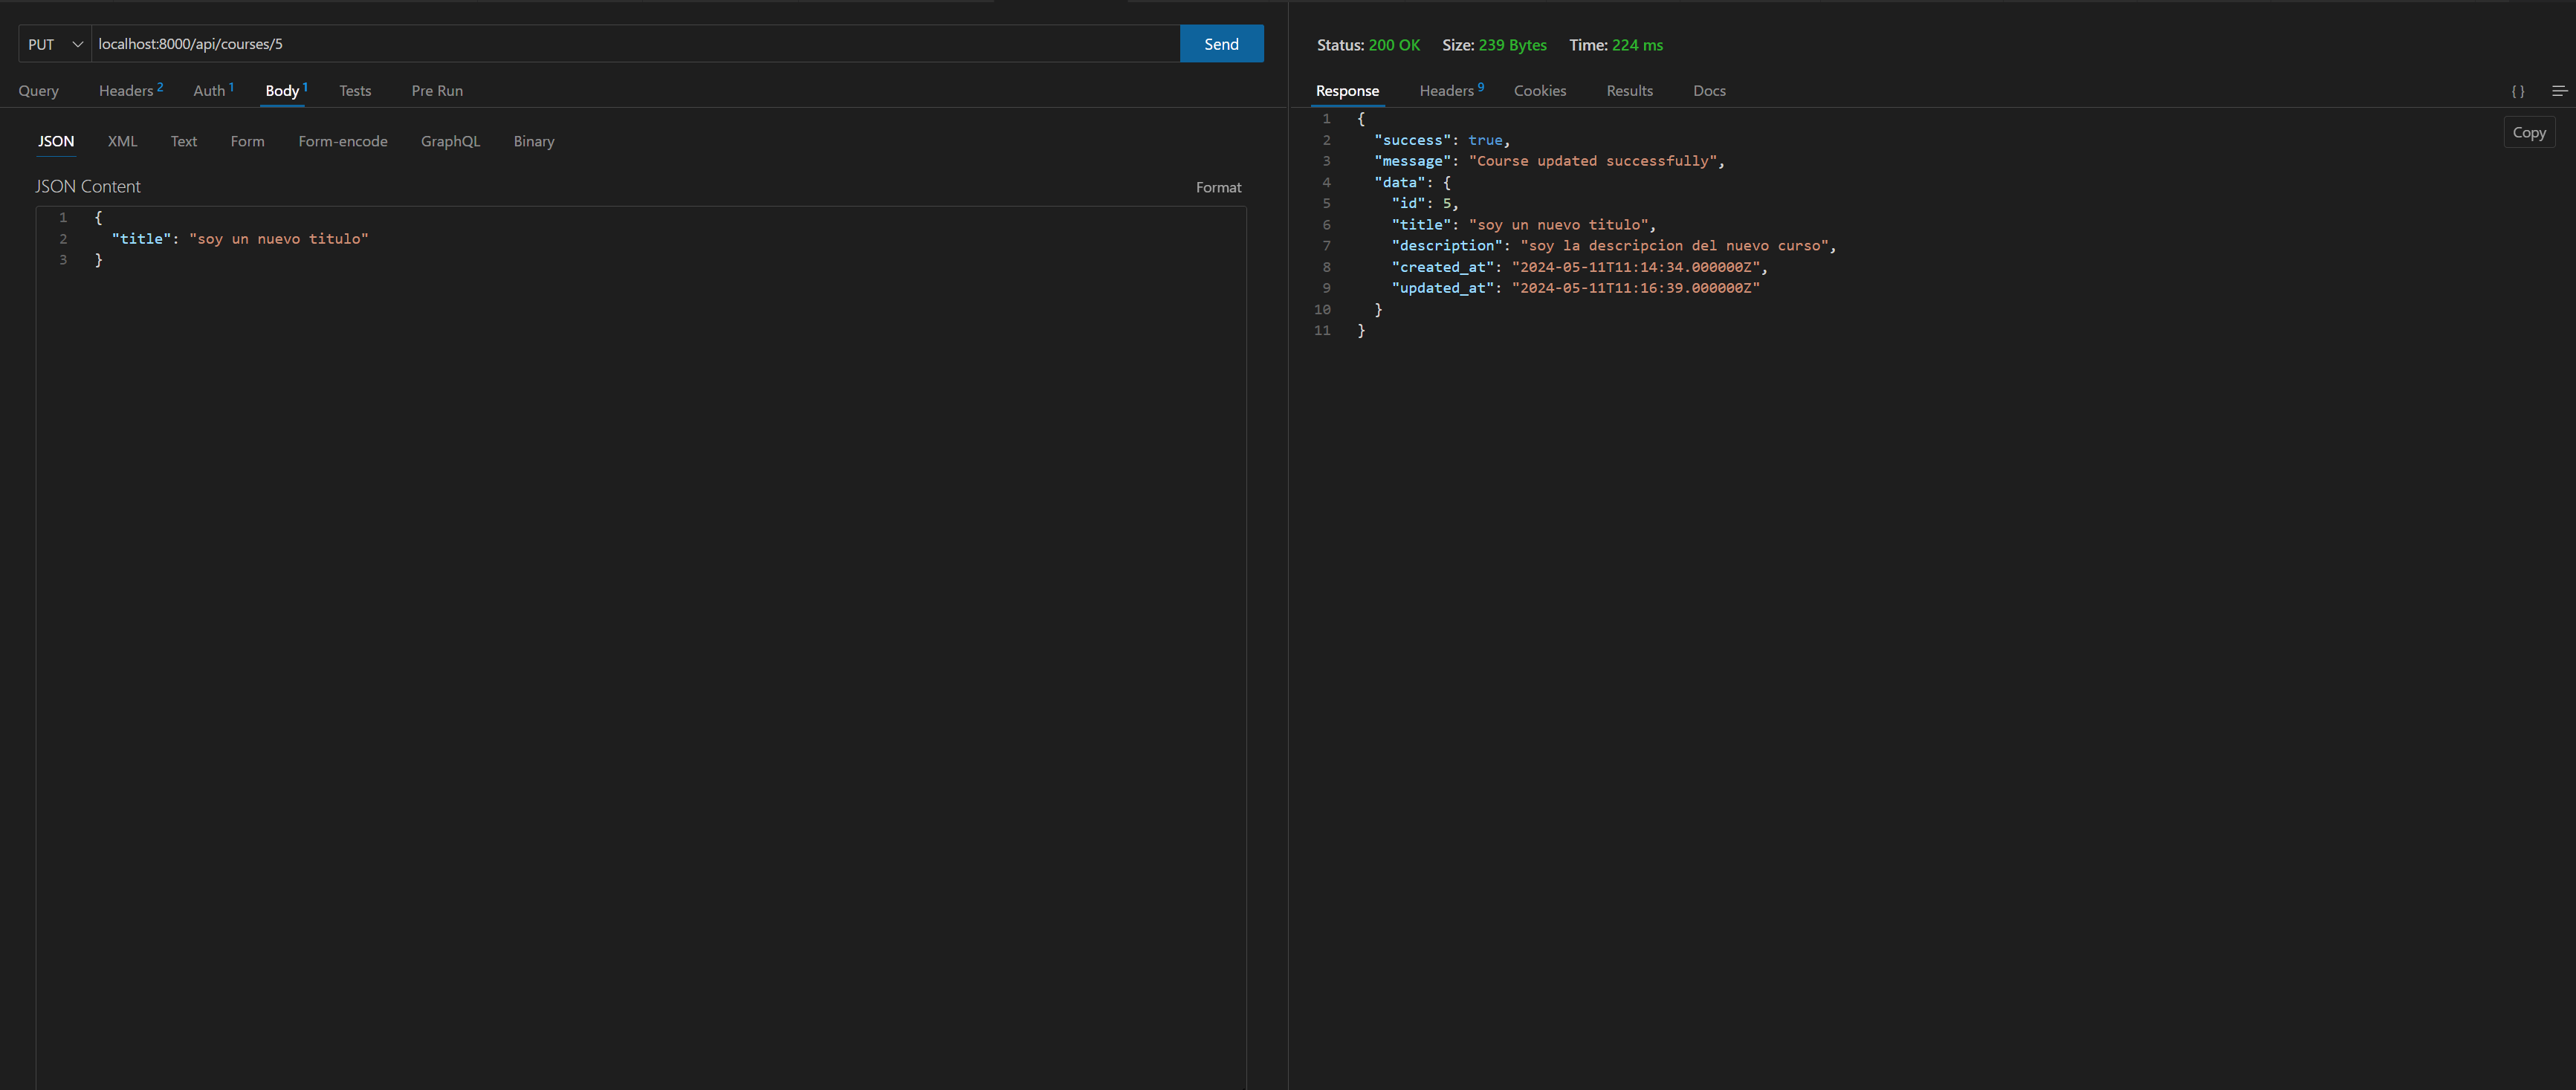 PUT localhost:8000/api/courses/5 Send
Query Headers 2 Auth 1 Body 1 Tests Pre Run
JSON XML Text Form Form-encode GraphQL Binary
JSON Content Format
1 {
2 "title": "soy un nuevo titulo"
3 }
Status: 200 OK Size: 239 Bytes Time: 224 ms
Response Headers 9 Cookies Results Docs { }
Copy
1 {
2 "success": true,
3 "message": "Course updated successfully",
4 "data": {
5 "id": 5,
6 "title": "soy un nuevo titulo",
7 "description": "soy la descripcion del nuevo curso",
8 "created_at": "2024-05-11T11:14:34.000000Z",
9 "updated_at": "2024-05-11T11:16:39.000000Z"
10 }
11 }